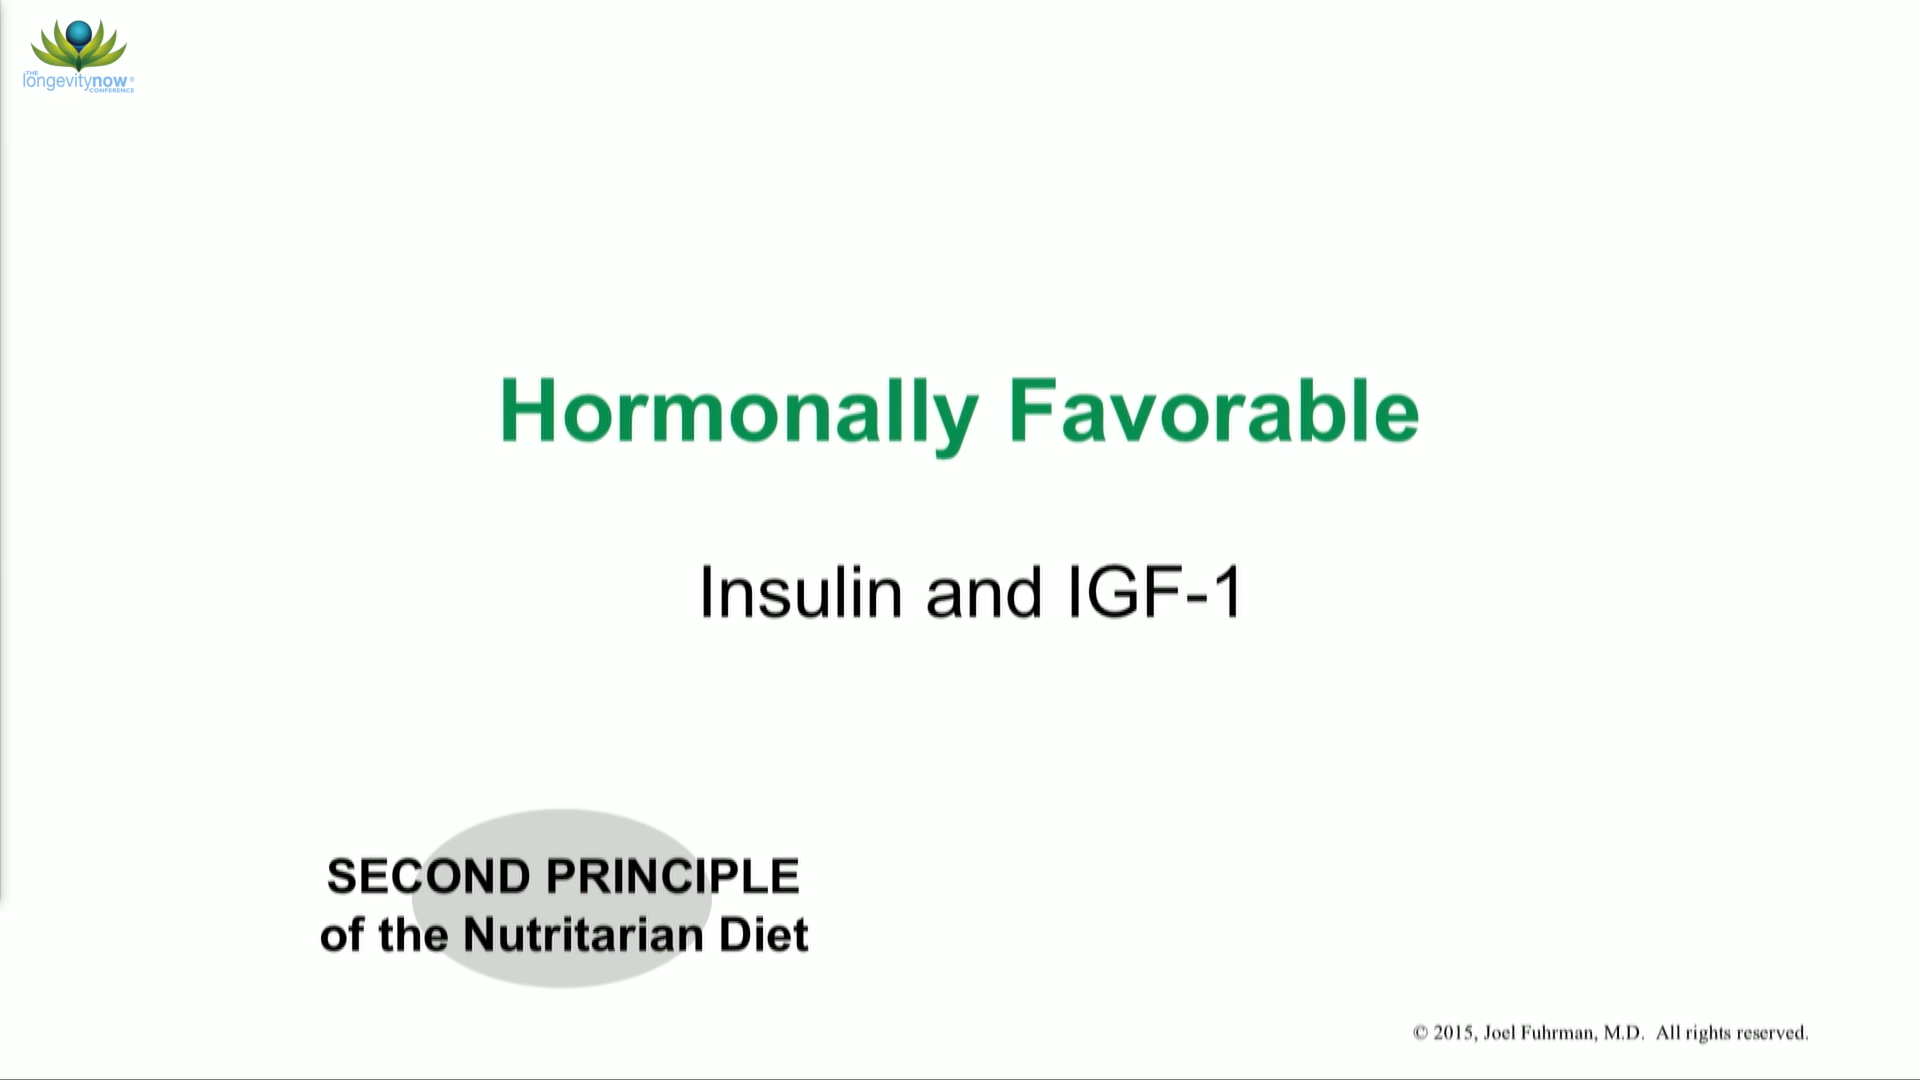 THE
longevitynow®
CONFERENCE
Hormonally Favorable
Insulin and IGF-1
SECOND PRINCIPLE
of the Nutritarian Diet
© 2015, Joel Fuhrman, M.D. All rights reserved.